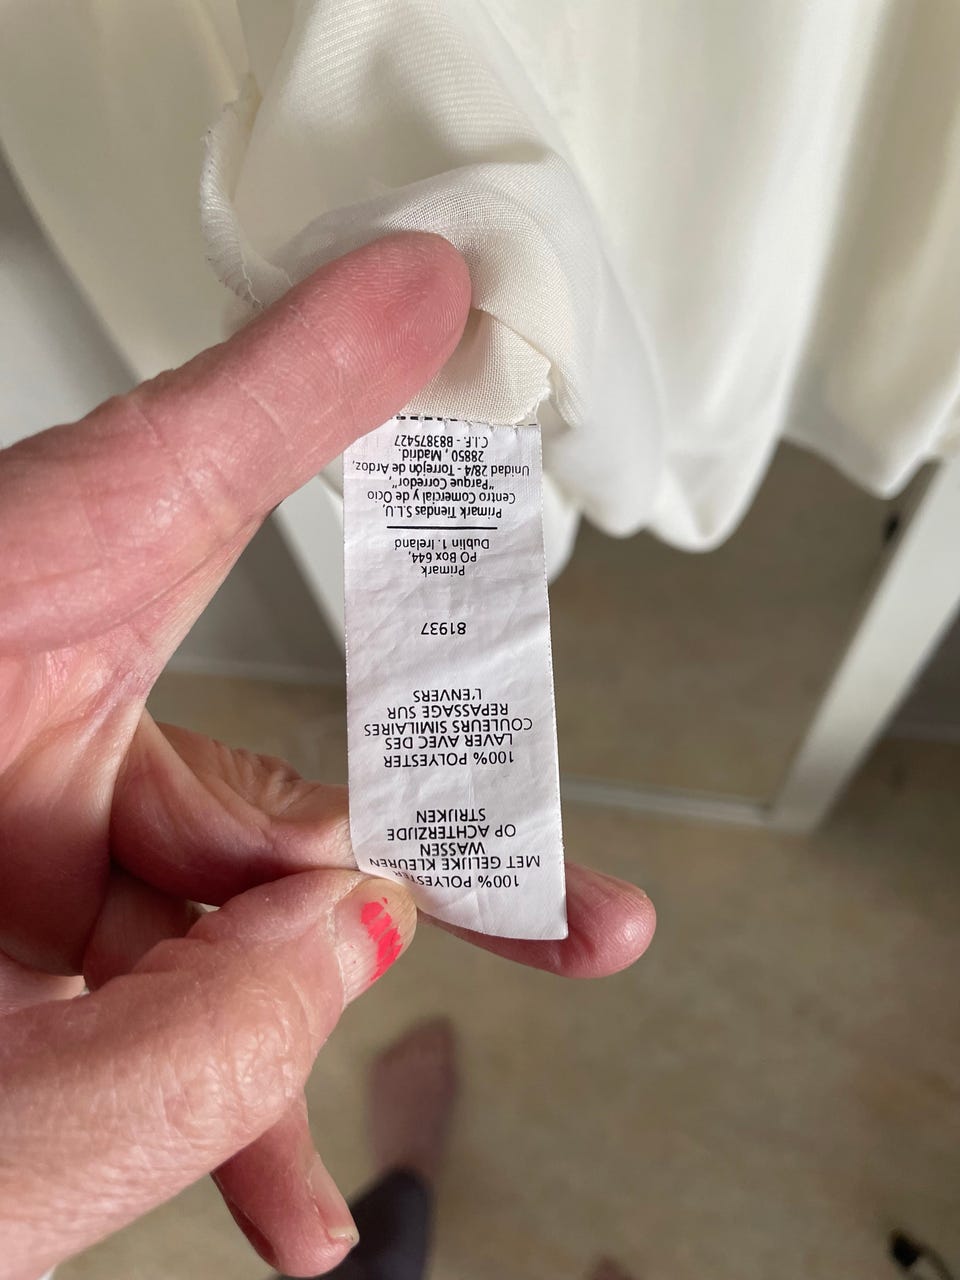 100% POLYESTER
MET GELIJKE KLEUREN
WASSEN
OP ACHTERZIJDE
STRIJKEN
100% POLYESTER
LAVER AVEC DES
COULEURS SIMILAIRES
REPASSAGE SUR
L'ENVERS
81937
Primark
PO Box 644,
Dublin 1. Ireland
Primark Tiendas S.L.U,
Centro Comercial y de Ocio
"Parque Corredor",
Unidad 28/4 - Torrejón de Ardoz,
28850 , Madrid.
C.I.F. - B83875427